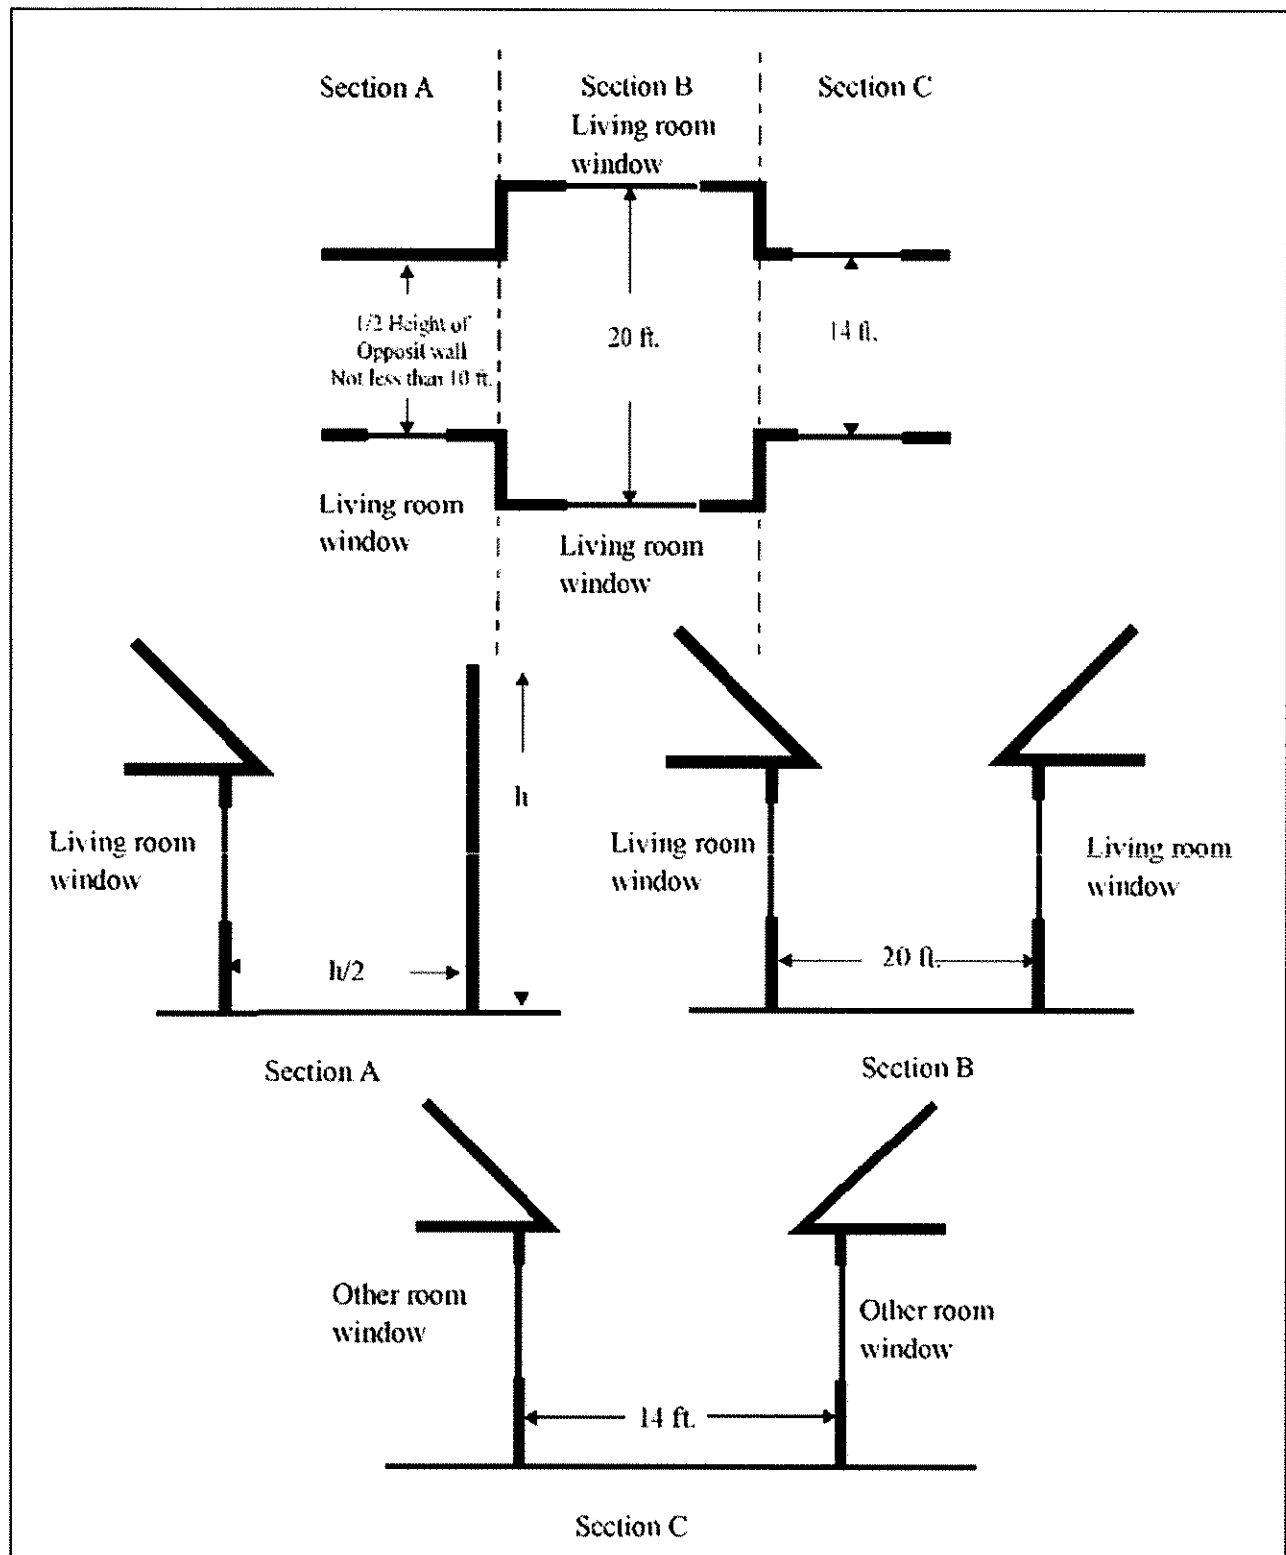 Section A
Section B
Section C
Living room
window
1/2 Height of
Opposit wall
Not less than 10 ft.
20 ft.
14 ft.
Living room
window
Living room
window
h
Living room
window
Living room
window
Living room
window
h/2
20 ft.
Section A
Section B
Other room
window
Other room
window
14 ft.
Section C